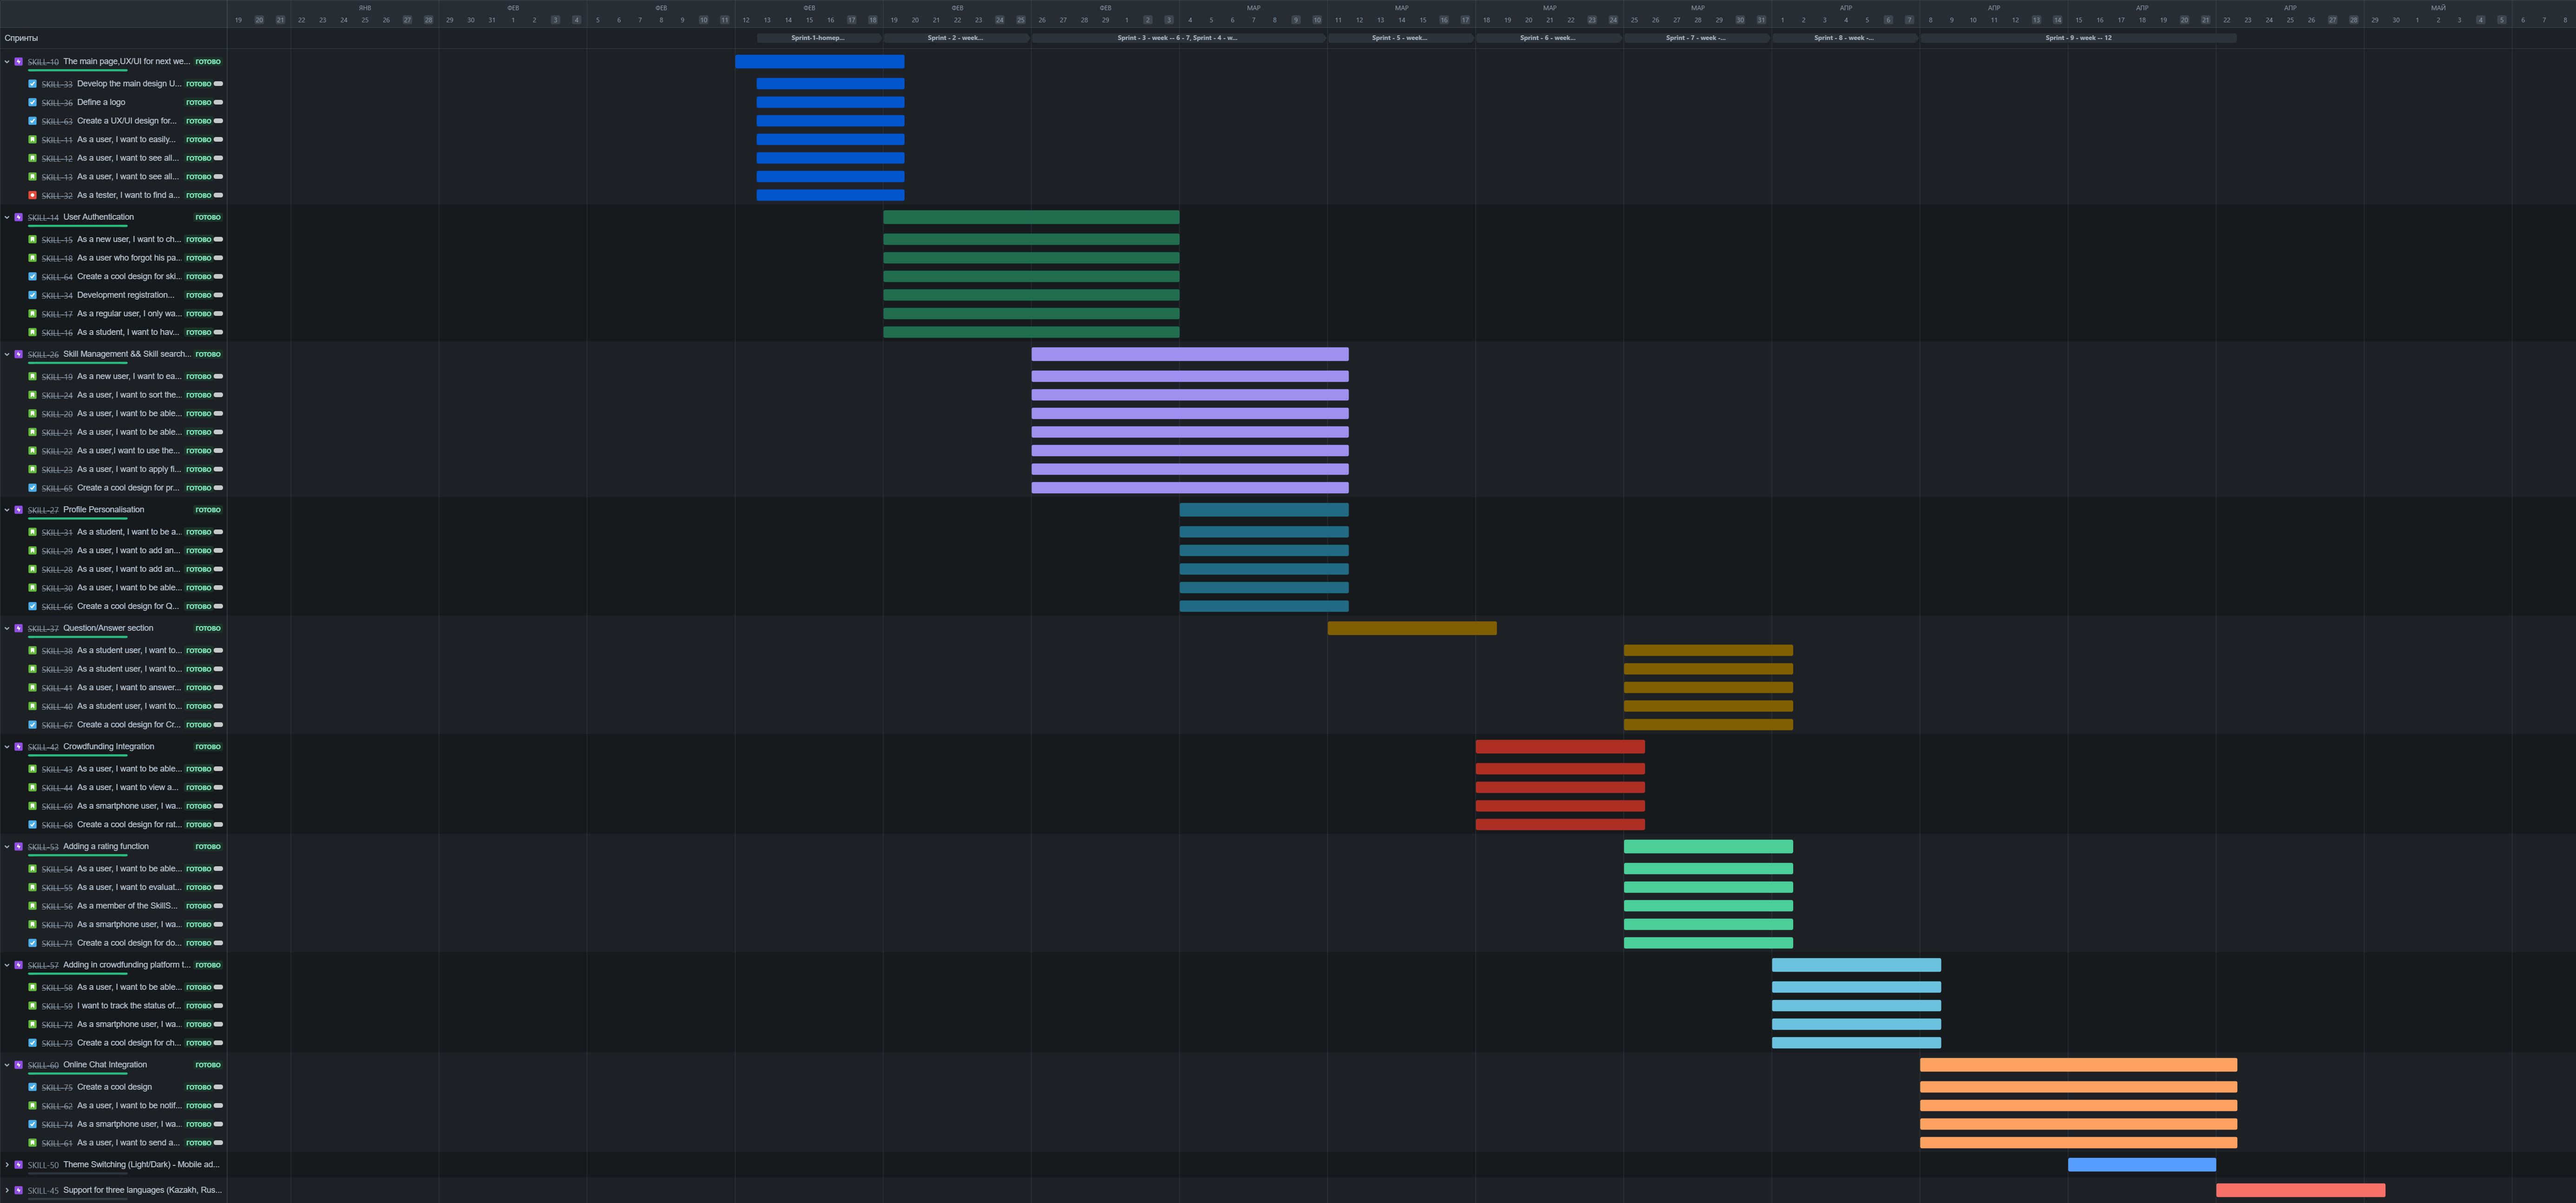 ЯНВ ФЕВ ФЕВ ФЕВ ФЕВ ФЕВ МАР МАР МАР МАР АПР АПР АПР АПР МАЙ
19 20 21 22 23 24 25 26 27 28 29 30 31 1 2 3 4 5 6 7 8 9 10 11 12 13 14 15 16 17 18 19 20 21 22 23 24 25 26 27 28 29 1 2 3 4 5 6 7 8 9 10 11 12 13 14 15 16 17 18 19 20 21 22 23 24 25 26 27 28 29 30 31 1 2 3 4 5 6 7 8 9 10 11 12 13 14 15 16 17 18 19 20 21 22 23 24 25 26 27 28 29 30 1 2 3 4 5 6 7 8
Спринты Sprint-1-homep... Sprint - 2 - week... Sprint - 3 - week -- 6 - 7, Sprint - 4 - w... Sprint - 5 - week... Sprint - 6 - week... Sprint - 7 - week -... Sprint - 8 - week -... Sprint - 9 - week -- 12
SKILL-10 The main page,UX/UI for next we... ГОТОВО
SKILL-33 Develop the main design U... ГОТОВО
SKILL-36 Define a logo ГОТОВО
SKILL-63 Create a UX/UI design for... ГОТОВО
SKILL-11 As a user, I want to easily... ГОТОВО
SKILL-12 As a user, I want to see all... ГОТОВО
SKILL-13 As a user, I want to see all... ГОТОВО
SKILL-32 As a tester, I want to find a... ГОТОВО
SKILL-14 User Authentication ГОТОВО
SKILL-15 As a new user, I want to ch... ГОТОВО
SKILL-18 As a user who forgot his pa... ГОТОВО
SKILL-64 Create a cool design for ski... ГОТОВО
SKILL-34 Development registration... ГОТОВО
SKILL-17 As a regular user, I only wa... ГОТОВО
SKILL-16 As a student, I want to hav... ГОТОВО
SKILL-26 Skill Management && Skill search... ГОТОВО
SKILL-19 As a new user, I want to ea... ГОТОВО
SKILL-24 As a user, I want to sort the... ГОТОВО
SKILL-20 As a user, I want to be able... ГОТОВО
SKILL-21 As a user, I want to be able... ГОТОВО
SKILL-22 As a user,I want to use the... ГОТОВО
SKILL-23 As a user, I want to apply fi... ГОТОВО
SKILL-65 Create a cool design for pr... ГОТОВО
SKILL-27 Profile Personalisation ГОТОВО
SKILL-31 As a student, I want to be a... ГОТОВО
SKILL-29 As a user, I want to add an... ГОТОВО
SKILL-28 As a user, I want to add an... ГОТОВО
SKILL-30 As a user, I want to be able... ГОТОВО
SKILL-66 Create a cool design for Q... ГОТОВО
SKILL-37 Question/Answer section ГОТОВО
SKILL-38 As a student user, I want to... ГОТОВО
SKILL-39 As a student user, I want to... ГОТОВО
SKILL-41 As a user, I want to answer... ГОТОВО
SKILL-40 As a student user, I want to... ГОТОВО
SKILL-67 Create a cool design for Cr... ГОТОВО
SKILL-42 Crowdfunding Integration ГОТОВО
SKILL-43 As a user, I want to be able... ГОТОВО
SKILL-44 As a user, I want to view a... ГОТОВО
SKILL-69 As a smartphone user, I wa... ГОТОВО
SKILL-68 Create a cool design for rat... ГОТОВО
SKILL-53 Adding a rating function ГОТОВО
SKILL-54 As a user, I want to be able... ГОТОВО
SKILL-55 As a user, I want to evaluat... ГОТОВО
SKILL-56 As a member of the SkillS... ГОТОВО
SKILL-70 As a smartphone user, I wa... ГОТОВО
SKILL-71 Create a cool design for do... ГОТОВО
SKILL-57 Adding in crowdfunding platform t... ГОТОВО
SKILL-58 As a user, I want to be able... ГОТОВО
SKILL-59 I want to track the status of... ГОТОВО
SKILL-72 As a smartphone user, I wa... ГОТОВО
SKILL-73 Create a cool design for ch... ГОТОВО
SKILL-60 Online Chat Integration ГОТОВО
SKILL-75 Create a cool design ГОТОВО
SKILL-62 As a user, I want to be notif... ГОТОВО
SKILL-74 As a smartphone user, I wa... ГОТОВО
SKILL-61 As a user, I want to send a... ГОТОВО
SKILL-50 Theme Switching (Light/Dark) - Mobile ad...
SKILL-45 Support for three languages (Kazakh, Rus...